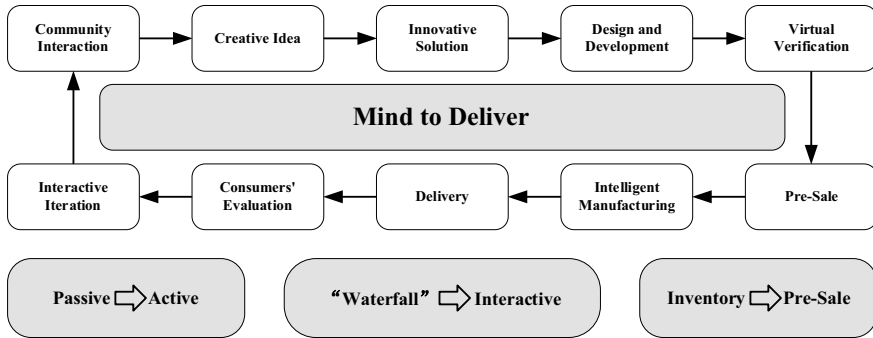 Community
Interaction
Creative Idea
Innovative
Solution
Design and
Development
Virtual
Verification
Mind to Deliver
Interactive
Iteration
Consumers'
Evaluation
Delivery
Intelligent
Manufacturing
Pre-Sale
Passive Active
“Waterfall” Interactive
Inventory Pre-Sale